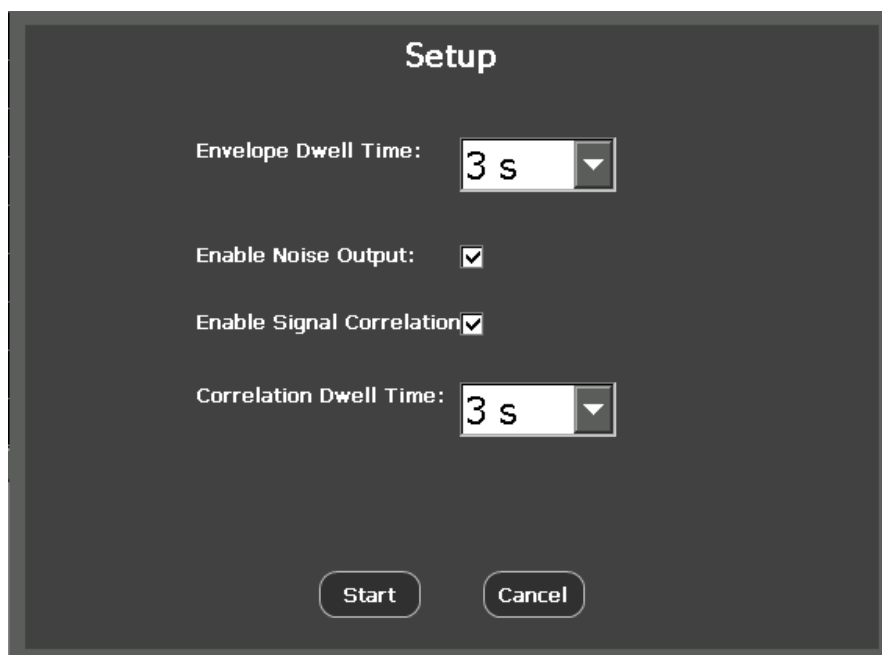 Setup
Envelope Dwell Time: 3 s
Enable Noise Output:
Enable Signal Correlation
Correlation Dwell Time: 3 s
Start Cancel